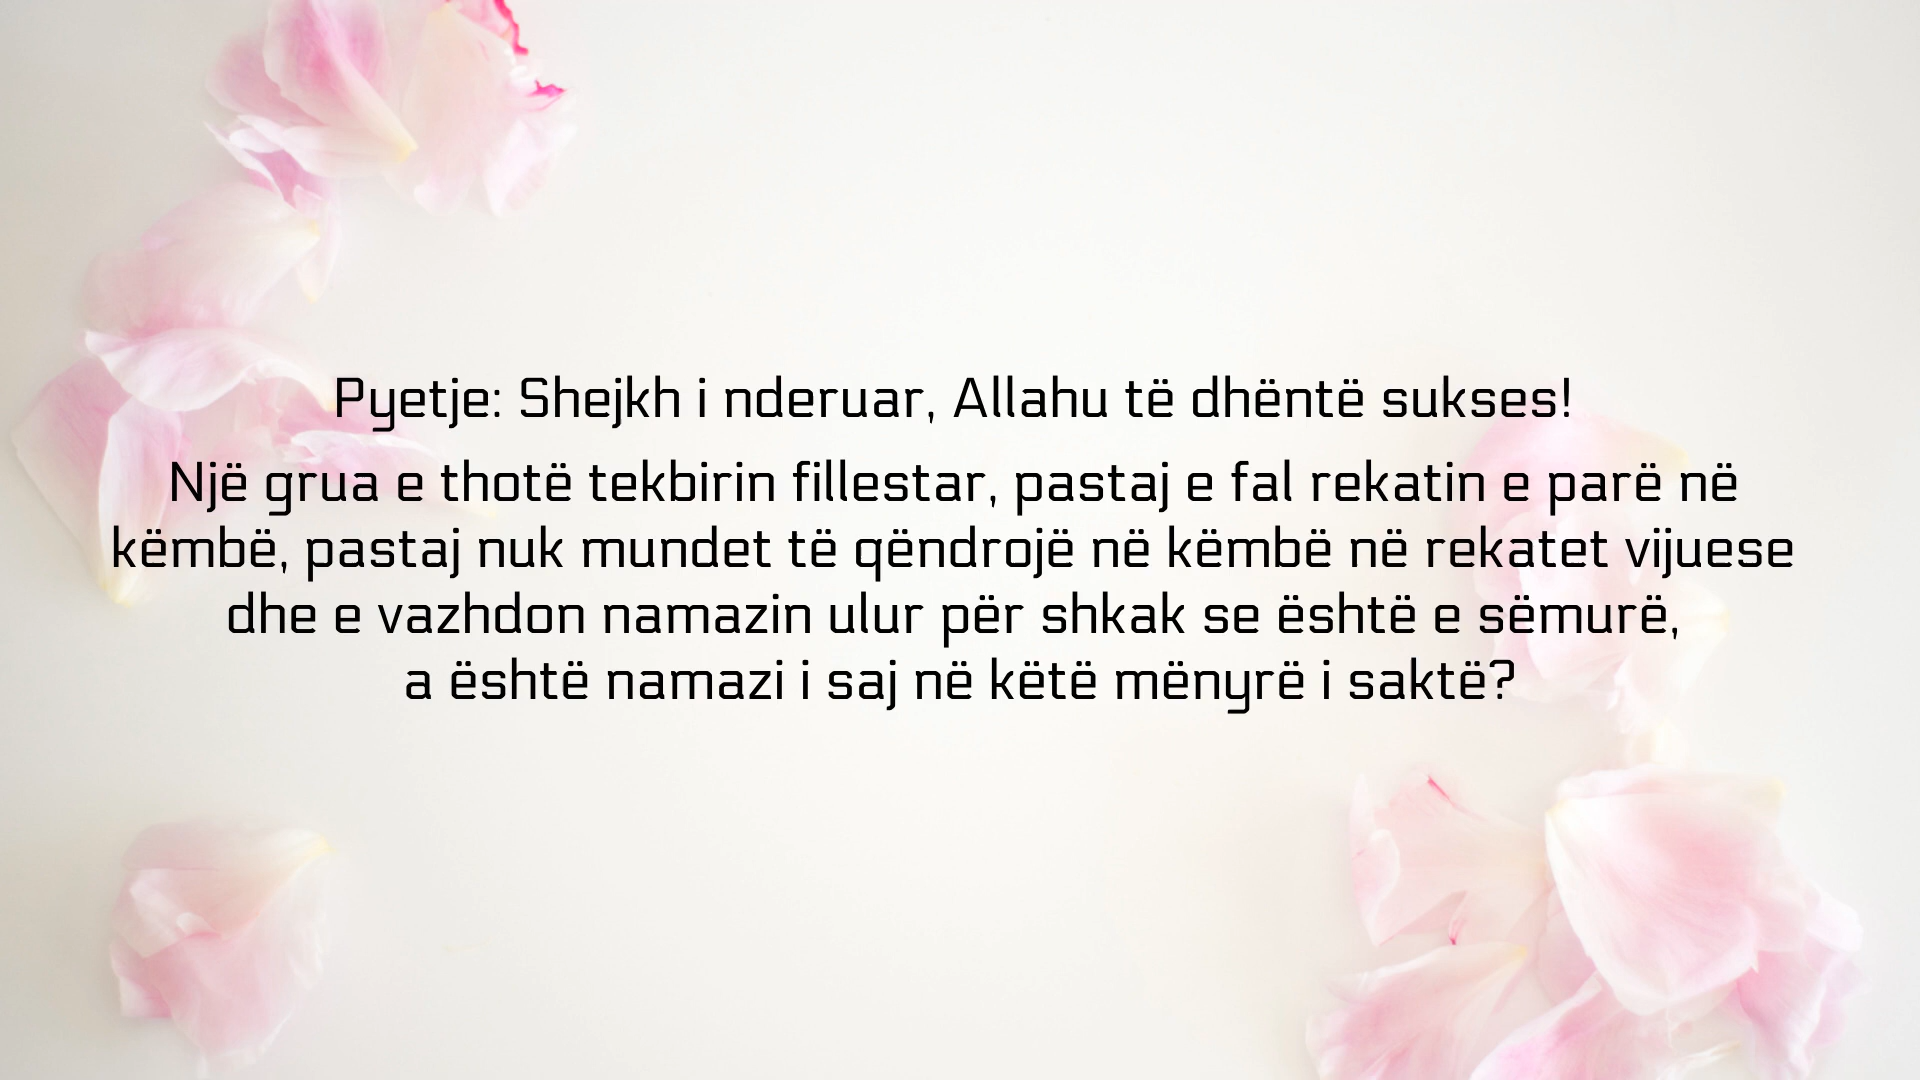 Pyetje: Shejkh i nderuar, Allahu të dhëntë sukses!
Një grua e thotë tekbirin fillestar, pastaj e fal rekatin e parë në
këmbë, pastaj nuk mundet të qëndrojë në këmbë në rekatet vijuese
dhe e vazhdon namazin ulur për shkak se është e sëmurë,
a është namazi i saj në këtë mënyrë i saktë?